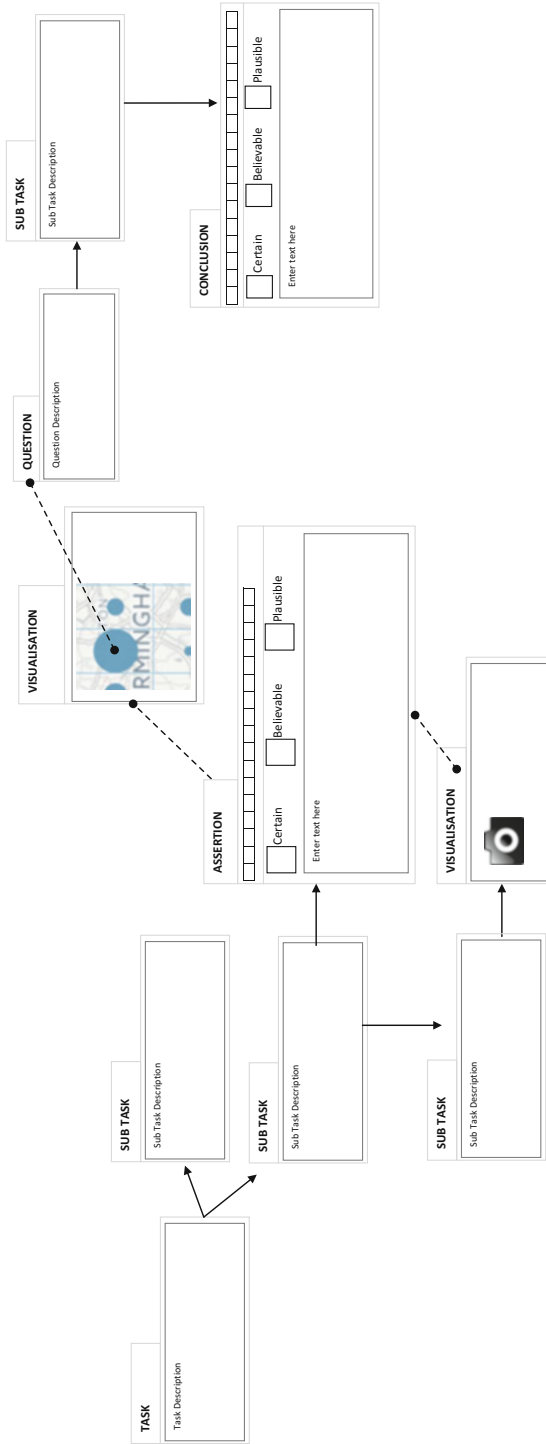 TASK
Task Description
SUB TASK
Sub Task Description
SUB TASK
Sub Task Description
SUB TASK
Sub Task Description
ASSERTION
Certain
Believable
Plausible
Enter text here
VISUALISATION
VISUALISATION
ON
RMINGHA
QUESTION
Question Description
SUB TASK
Sub Task Description
CONCLUSION
Certain
Believable
Plausible
Enter text here